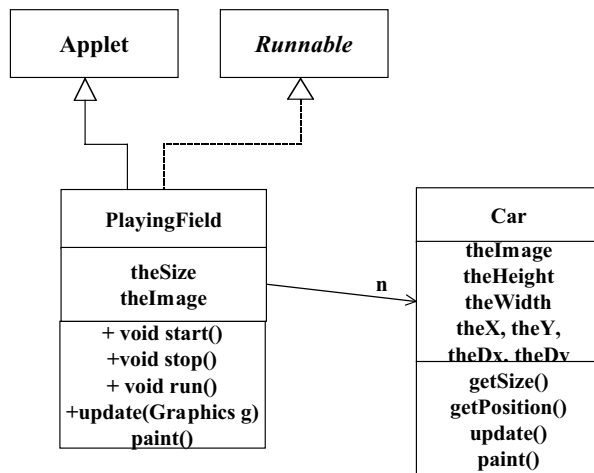 Applet
Runnable
PlayingField
theSize
theImage
+ void start()
+void stop()
+ void run()
+update(Graphics g)
paint()
n
Car
theImage
theHeight
theWidth
theX, theY,
theDx, theDy
getSize()
getPosition()
update()
paint()